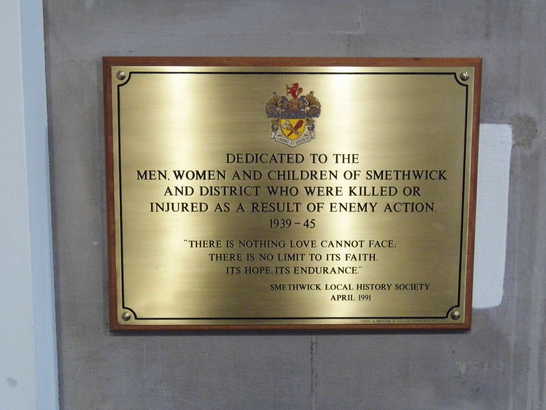 DEDICATED TO THE
MEN, WOMEN AND CHILDREN OF SMETHWICK
AND DISTRICT WHO WERE KILLED OR
INJURED AS A RESULT OF ENEMY ACTION.
1939-45
"THERE IS NOTHING LOVE CANNOT FACE;
THERE IS NO LIMIT TO ITS FAITH,
ITS HOPE, ITS ENDURANCE"
SMETHWICK LOCAL HISTORY SOCIETY
APRIL 1991